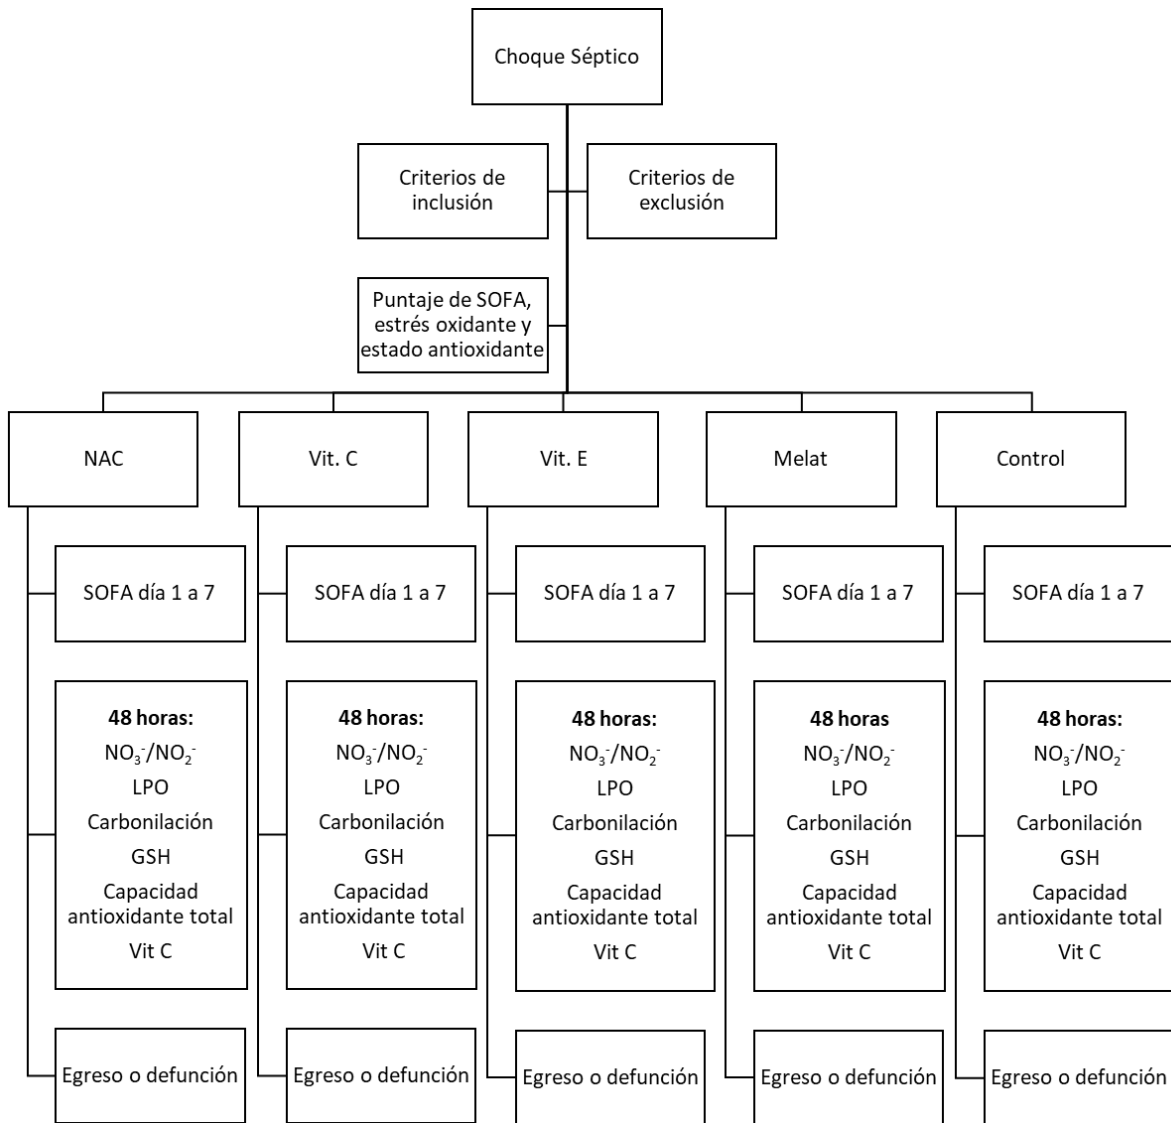 Choque Séptico
Criterios de
inclusión
Criterios de
exclusión
Puntaje de SOFA,
estrés oxidante y
estado antioxidante
NAC
Vit. C
Vit. E
Melat
Control
SOFA día 1 a 7
SOFA día 1 a 7
SOFA día 1 a 7
SOFA día 1 a 7
SOFA día 1 a 7
48 horas:
NO₃⁻/NO₂⁻
LPO
Carbonilación
GSH
Capacidad
antioxidante total
Vit C
48 horas:
NO₃⁻/NO₂⁻
LPO
Carbonilación
GSH
Capacidad
antioxidante total
Vit C
48 horas:
NO₃⁻/NO₂⁻
LPO
Carbonilación
GSH
Capacidad
antioxidante total
Vit C
48 horas
NO₃⁻/NO₂⁻
LPO
Carbonilación
GSH
Capacidad
antioxidante total
Vit C
48 horas:
NO₃⁻/NO₂⁻
LPO
Carbonilación
GSH
Capacidad
antioxidante total
Vit C
Egreso o defunción
Egreso o defunción
Egreso o defunción
Egreso o defunción
Egreso o defunción